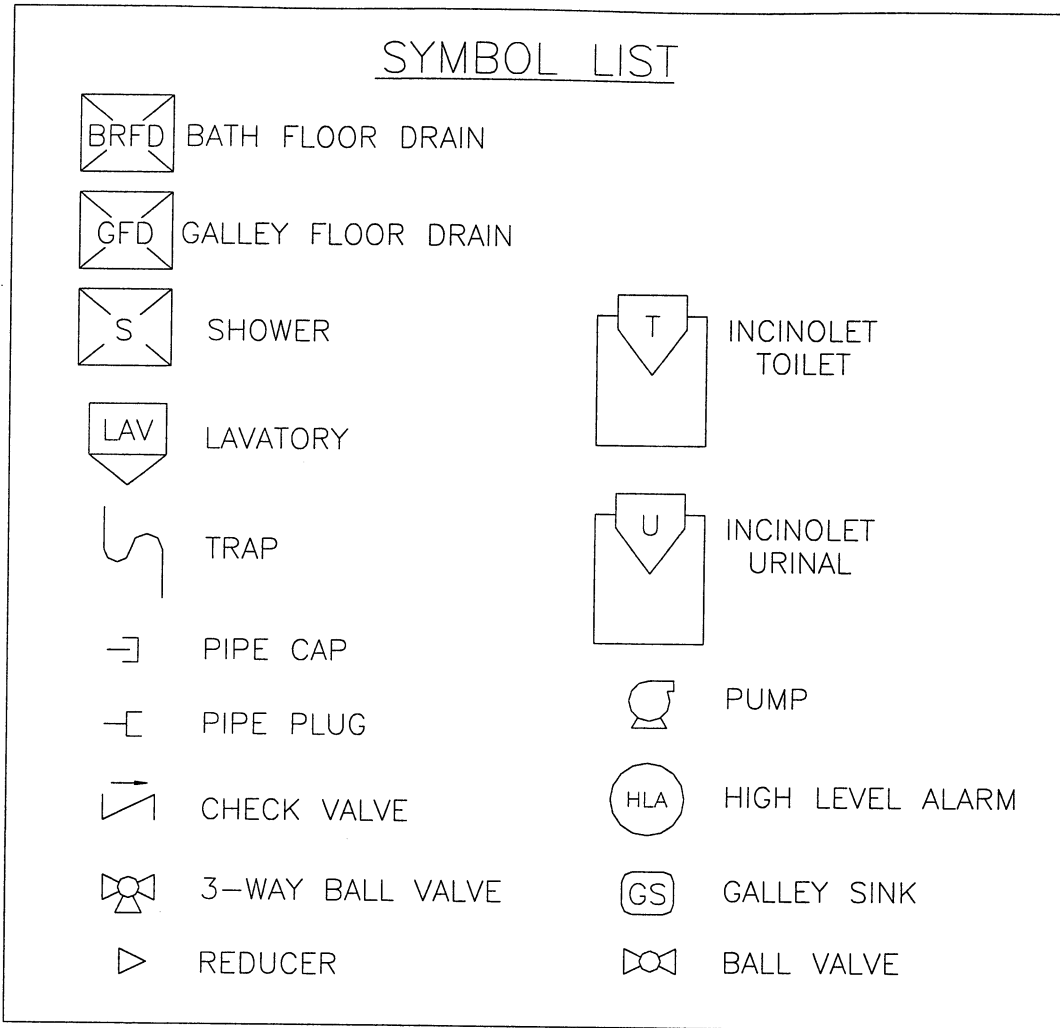 SYMBOL LIST
BRFD BATH FLOOR DRAIN
GFD GALLEY FLOOR DRAIN
S SHOWER
LAV LAVATORY
TRAP
PIPE CAP
PIPE PLUG
CHECK VALVE
3-WAY BALL VALVE
REDUCER
T INCINOLET
TOILET
U INCINOLET
URINAL
PUMP
HLA HIGH LEVEL ALARM
GS GALLEY SINK
BALL VALVE